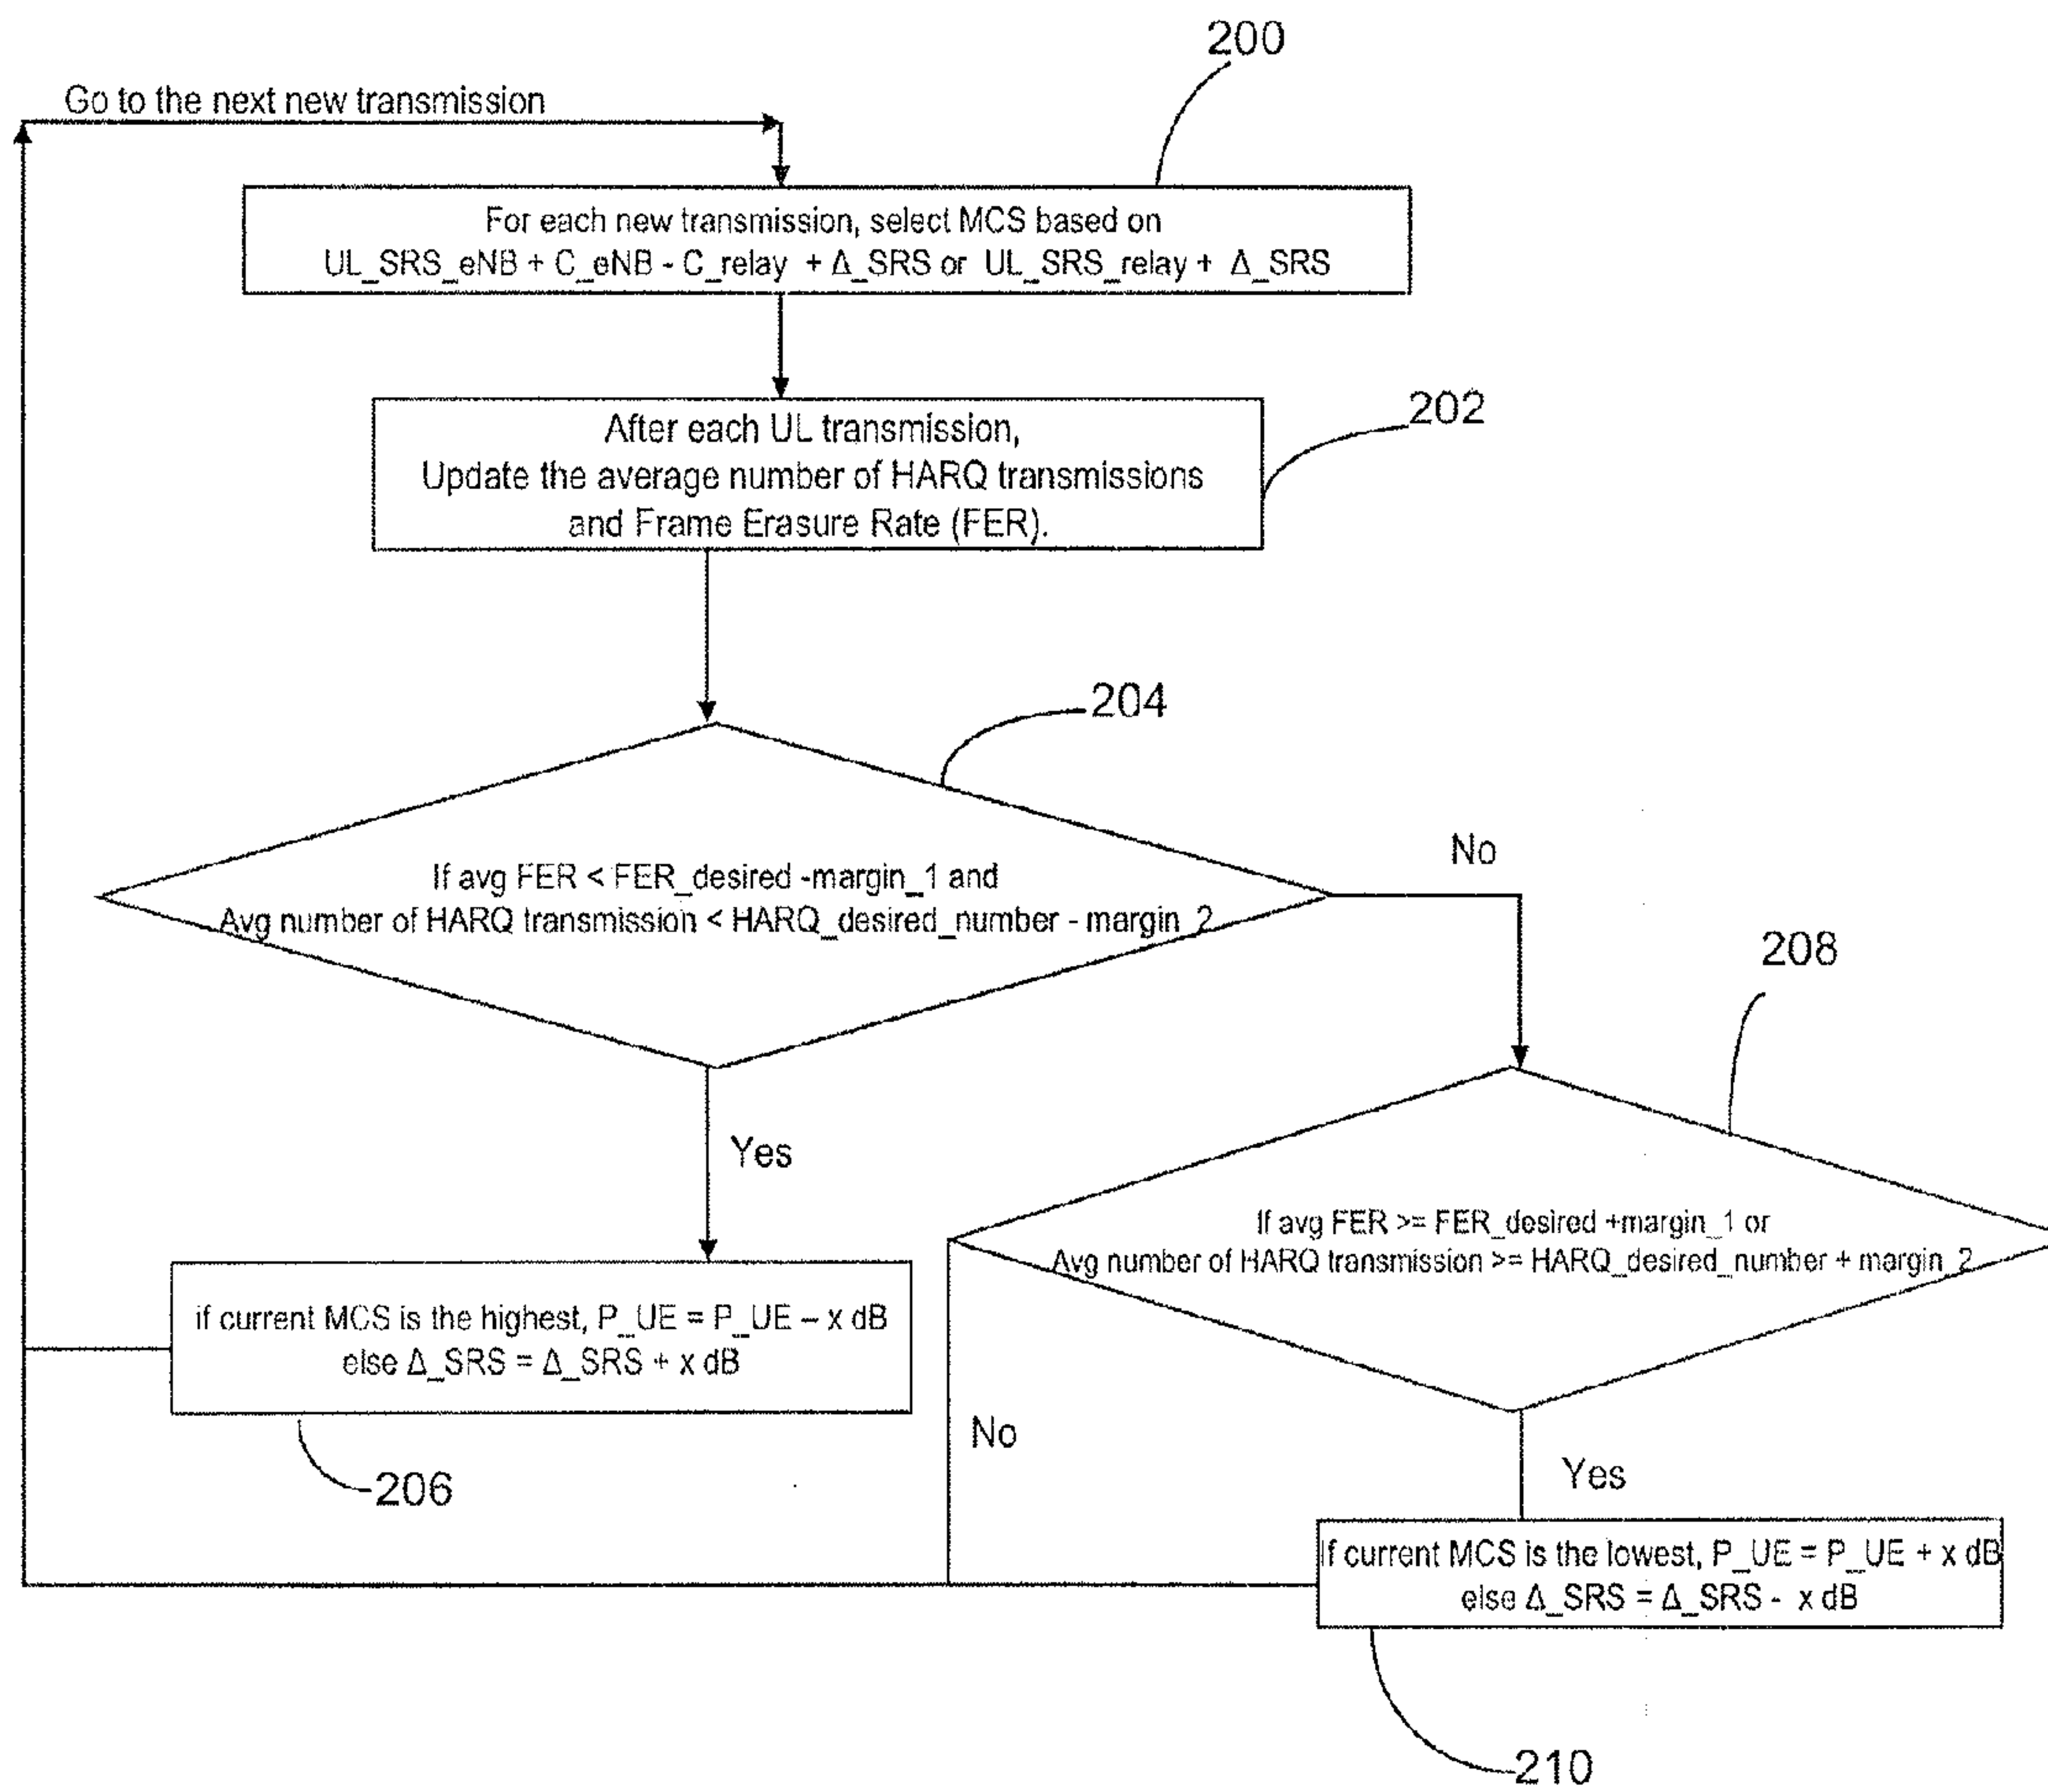 200
Go to the next new transmission
For each new transmission, select MCS based on
UL_SRS_eNB + C_eNB - C_relay + Δ_SRS or UL_SRS_relay + Δ_SRS
202
After each UL transmission,
Update the average number of HARQ transmissions
and Frame Erasure Rate (FER).
204
No
If avg FER < FER_desired -margin_1 and
Avg number of HARQ transmission < HARQ_desired_number - margin_2
208
Yes
If avg FER >= FER_desired +margin_1 or
Avg number of HARQ transmission >= HARQ_desired_number + margin_2
if current MCS is the highest, P_UE = P_UE – x dB
else Δ_SRS = Δ_SRS + x dB
No
Yes
206
If current MCS is the lowest, P_UE = P_UE + x dB
else Δ_SRS = Δ_SRS - x dB
210